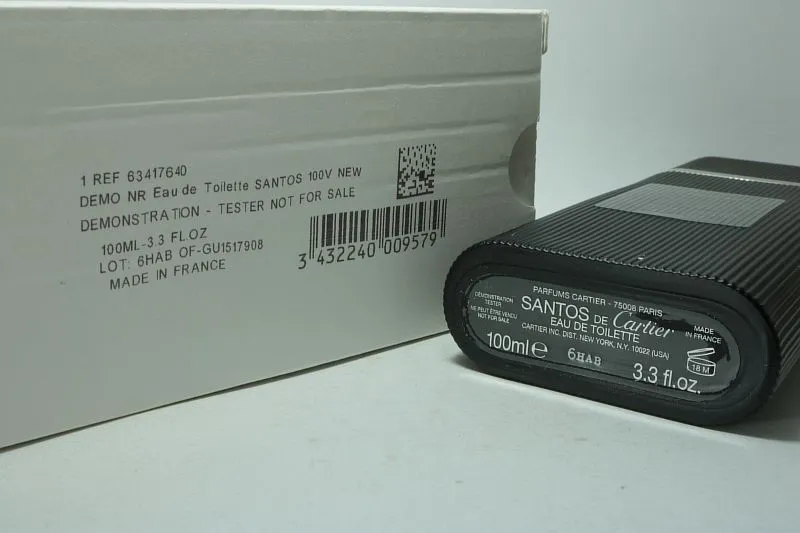 1 REF 63417640
DEMO NR Eau de Toilette SANTOS 100V NEW
DEMONSTRATION - TESTER NOT FOR SALE
100ML-3.3 FL.OZ
LOT: 6HAB OF-GU1517908
MADE IN FRANCE
3 432240 009579
PARFUMS CARTIER - 75008 PARIS
DÉMONSTRATION
TESTER
NE PEUT ÊTRE VENDU
NOT FOR SALE
SANTOS DE Cartier
EAU DE TOILETTE
CARTIER INC. DIST. NEW YORK, N.Y. 10022 (USA)
MADE
IN FRANCE
100ml e
6HAB
3.3 fl.oz.
18 M